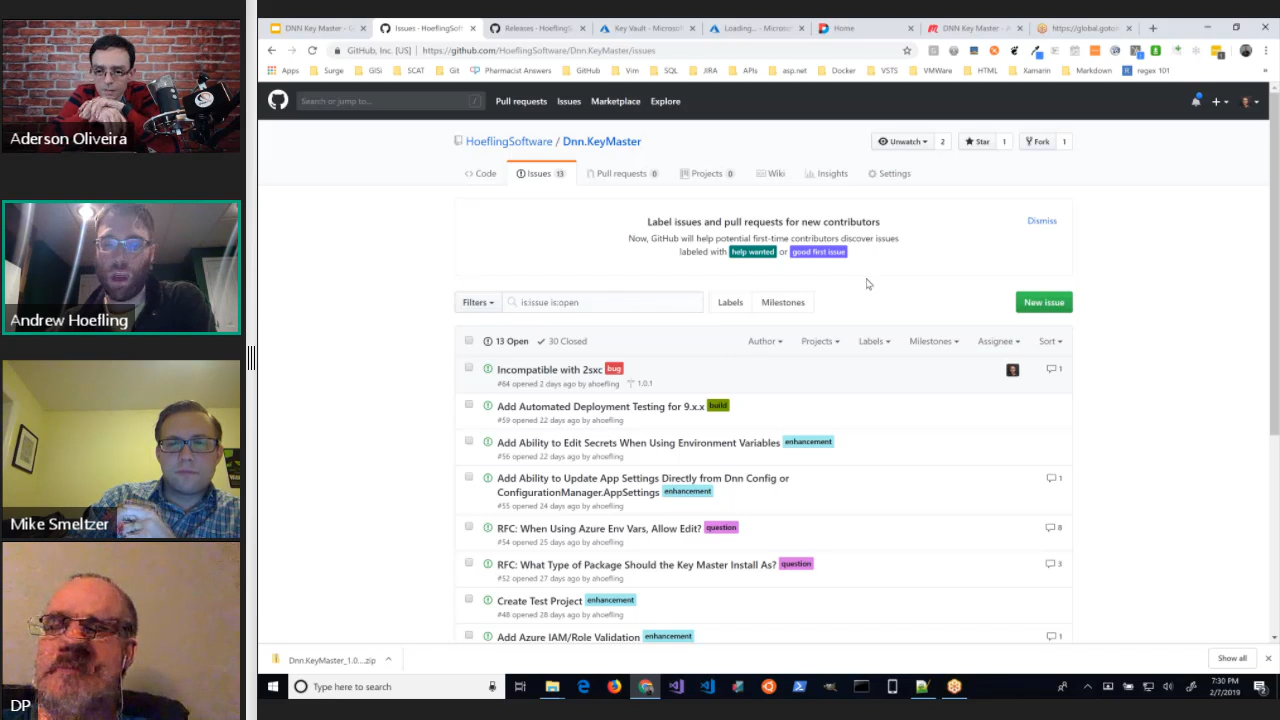 Aderson Oliveira
Andrew Hoefling
Mike Smeltzer
DP
DNN Key Master - G
Issues · HoeflingSoft
Releases · HoeflingS
Key Vault - Microso
Loading... - Micros
Home
DNN Key Master - A
https://global.goto
GitHub, Inc. [US] | https://github.com/HoeflingSoftware/Dnn.KeyMaster/issues
Apps Surge GISi SCAT Git Pharmacist Answers GitHub Vim SQL JIRA APIs asp.net Docker VSTS VMWare HTML Xamarin Markdown regex 101 »
Search or jump to... /
Pull requests Issues Marketplace Explore
HoeflingSoftware / Dnn.KeyMaster
Unwatch 2 Star 1 Fork 1
Code Issues 13 Pull requests 0 Projects 0 Wiki Insights Settings
Label issues and pull requests for new contributors
Dismiss
Now, GitHub will help potential first-time contributors discover issues
labeled with help wanted or good first issue
Filters is:issue is:open Labels Milestones New issue
13 Open 30 Closed Author Projects Labels Milestones Assignee Sort
Incompatible with 2sxc bug 1
#64 opened 2 days ago by ahoefling 1.0.1
Add Automated Deployment Testing for 9.x.x build
#59 opened 22 days ago by ahoefling
Add Ability to Edit Secrets When Using Environment Variables enhancement
#56 opened 22 days ago by ahoefling
Add Ability to Update App Settings Directly from Dnn Config or 1
ConfigurationManager.AppSettings enhancement
#55 opened 24 days ago by ahoefling
RFC: When Using Azure Env Vars, Allow Edit? question 8
#54 opened 25 days ago by ahoefling
RFC: What Type of Package Should the Key Master Install As? question 3
#52 opened 27 days ago by ahoefling
Create Test Project enhancement
#48 opened 28 days ago by ahoefling
Add Azure IAM/Role Validation enhancement 1
Dnn.KeyMaster_1.0....zip
Show all
Type here to search
7:30 PM
2/7/2019